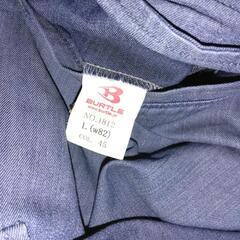 BURTLE
NO.1812
L (w82)
COL. 45